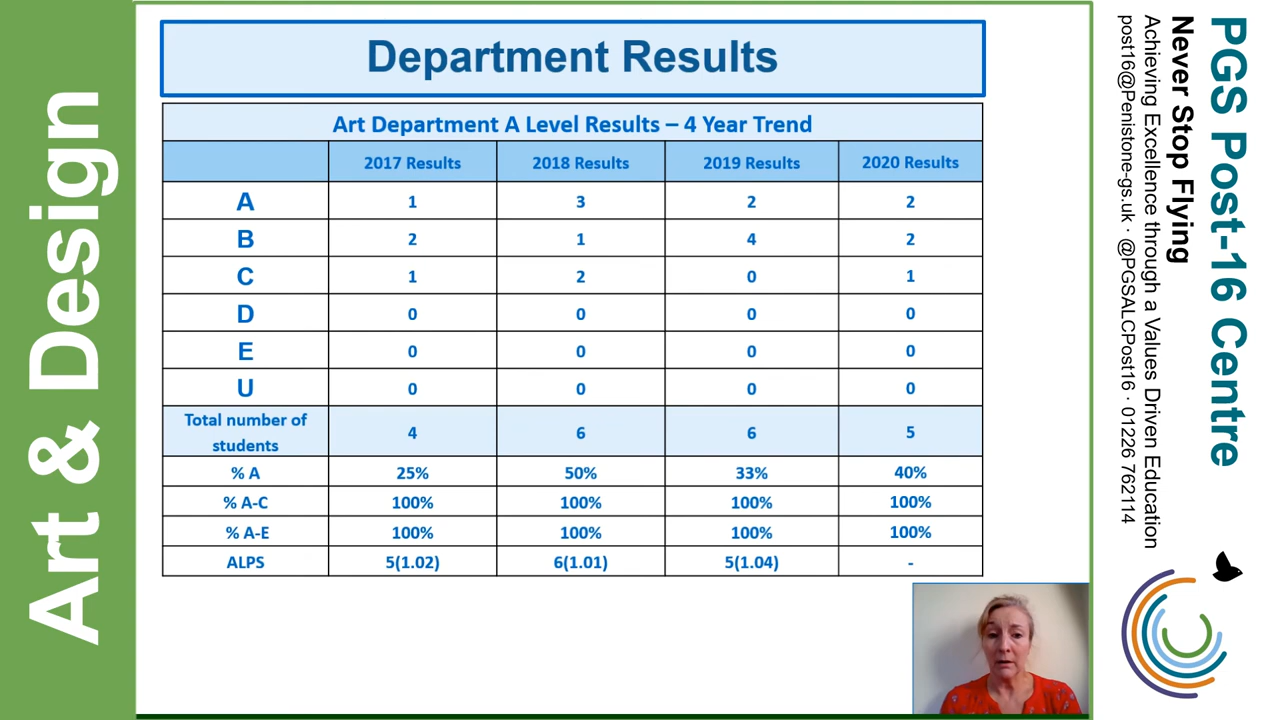 Art & Design
Department Results
Art Department A Level Results – 4 Year Trend
2017 Results 2018 Results 2019 Results 2020 Results
A 1 3 2 2
B 2 1 4 2
C 1 2 0 1
D 0 0 0 0
E 0 0 0 0
U 0 0 0 0
Total number of
students 4 6 6 5
% A 25% 50% 33% 40%
% A-C 100% 100% 100% 100%
% A-E 100% 100% 100% 100%
ALPS 5(1.02) 6(1.01) 5(1.04) -
PGS Post-16 Centre
Never Stop Flying
Achieving Excellence through a Values Driven Education
post16@Penistone-gs.uk · @PGSALCPost16 · 01226 762114